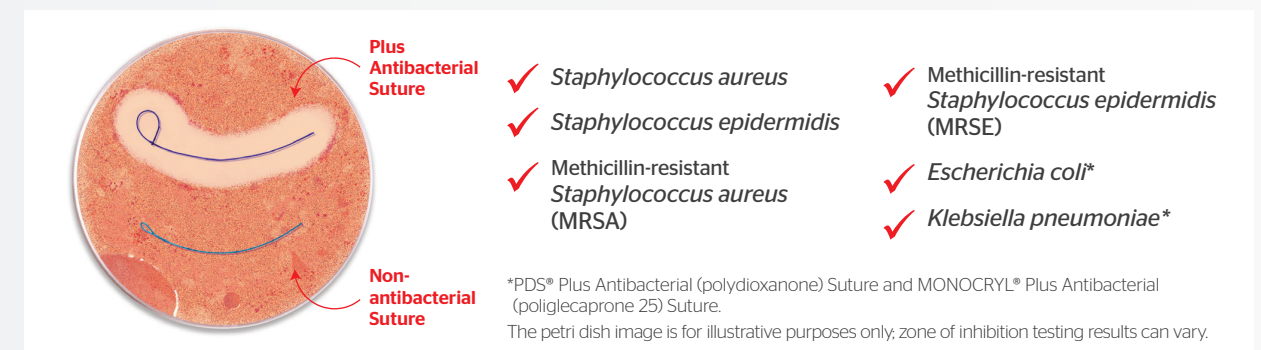 Plus
Antibacterial
Suture
Non-
antibacterial
Suture
Staphylococcus aureus
Staphylococcus epidermidis
Methicillin-resistant
Staphylococcus aureus
(MRSA)
Methicillin-resistant
Staphylococcus epidermidis
(MRSE)
Escherichia coli*
Klebsiella pneumoniae*
*PDS® Plus Antibacterial (polydioxanone) Suture and MONOCRYL® Plus Antibacterial
(poliglecaprone 25) Suture.
The petri dish image is for illustrative purposes only; zone of inhibition testing results can vary.